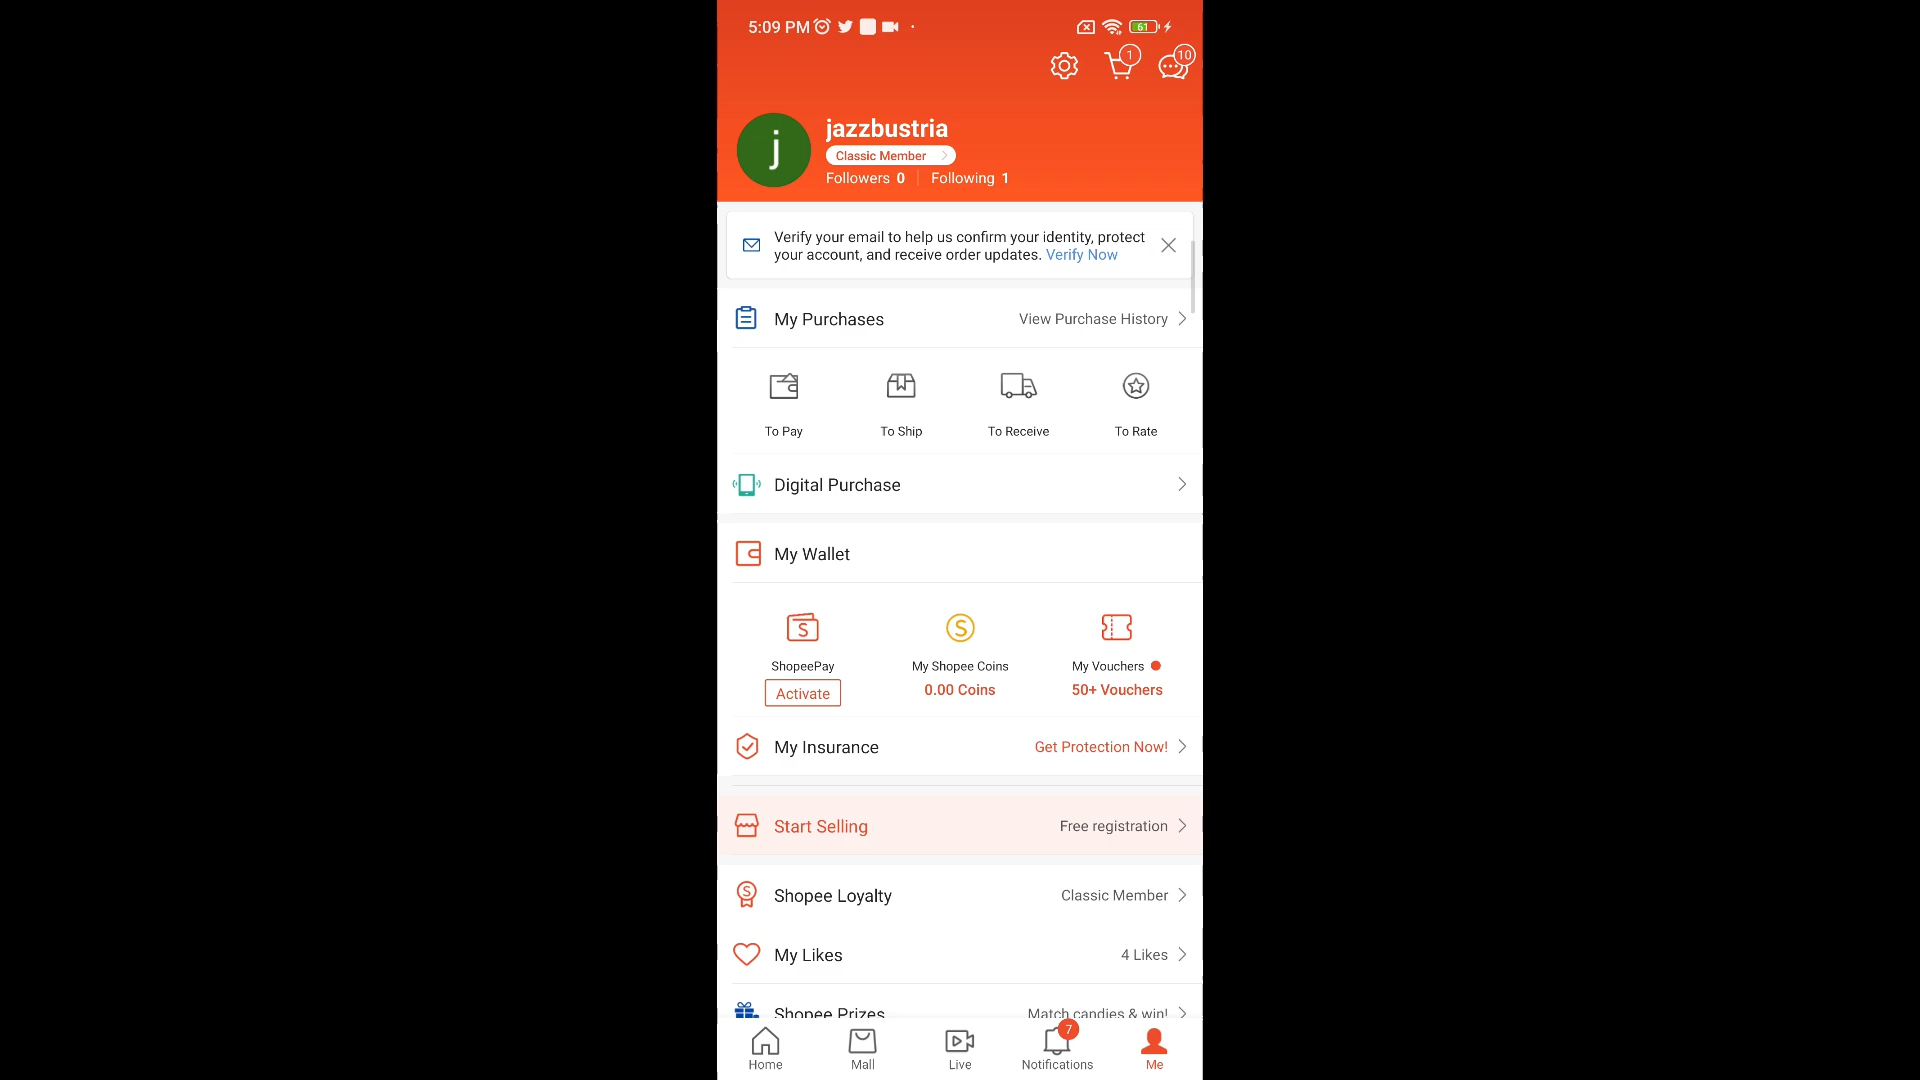 5:09 PM
61
1
10
j
jazzbustria
Classic Member
Followers 0 Following 1
Verify your email to help us confirm your identity, protect
your account, and receive order updates. Verify Now
My Purchases View Purchase History
To Pay To Ship To Receive To Rate
Digital Purchase
My Wallet
ShopeePay My Shopee Coins My Vouchers
Activate 0.00 Coins 50+ Vouchers
My Insurance Get Protection Now!
Start Selling Free registration
Shopee Loyalty Classic Member
My Likes 4 Likes
Shopee Prizes Match candies & win!
7
Home Mall Live Notifications Me